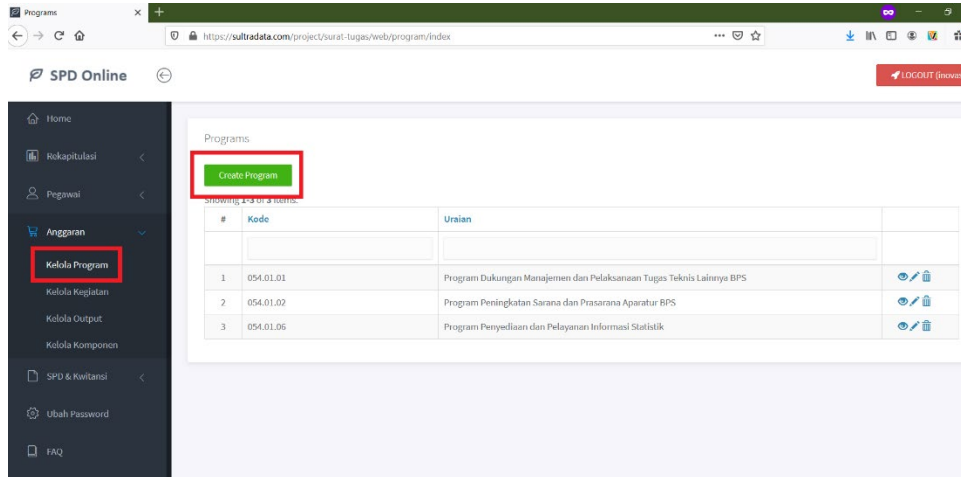 Programs
https://sultradata.com/project/surat-tugas/web/program/index
SPD Online
LOGOUT (inovas
Home
Rekapitulasi
Pegawai
Anggaran
Kelola Program
Kelola Kegiatan
Kelola Output
Kelola Komponen
SPD & Kwitansi
Ubah Password
FAQ
Programs
Create Program
Showing 1-3 of 3 items.
# Kode Uraian
1 054.01.01 Program Dukungan Manajemen dan Pelaksanaan Tugas Teknis Lainnya BPS
2 054.01.02 Program Peningkatan Sarana dan Prasarana Aparatur BPS
3 054.01.06 Program Penyediaan dan Pelayanan Informasi Statistik